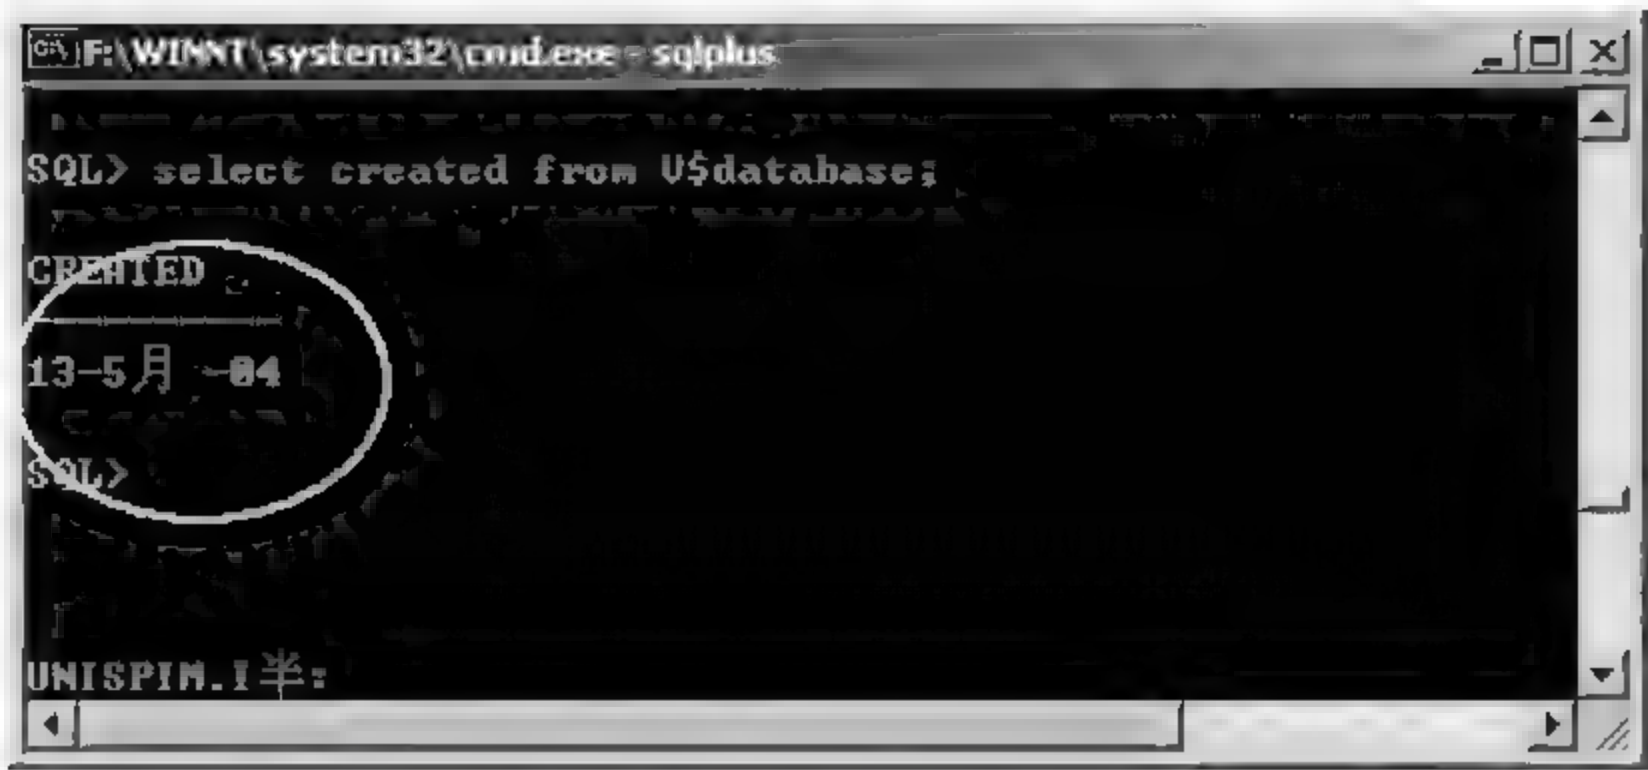 F:\WINNT\system32\cmd.exe - sqlplus
SQL> select created from V$database;
CREATED
----------
13-5月 -04
SQL>
UNISPIM.I半: